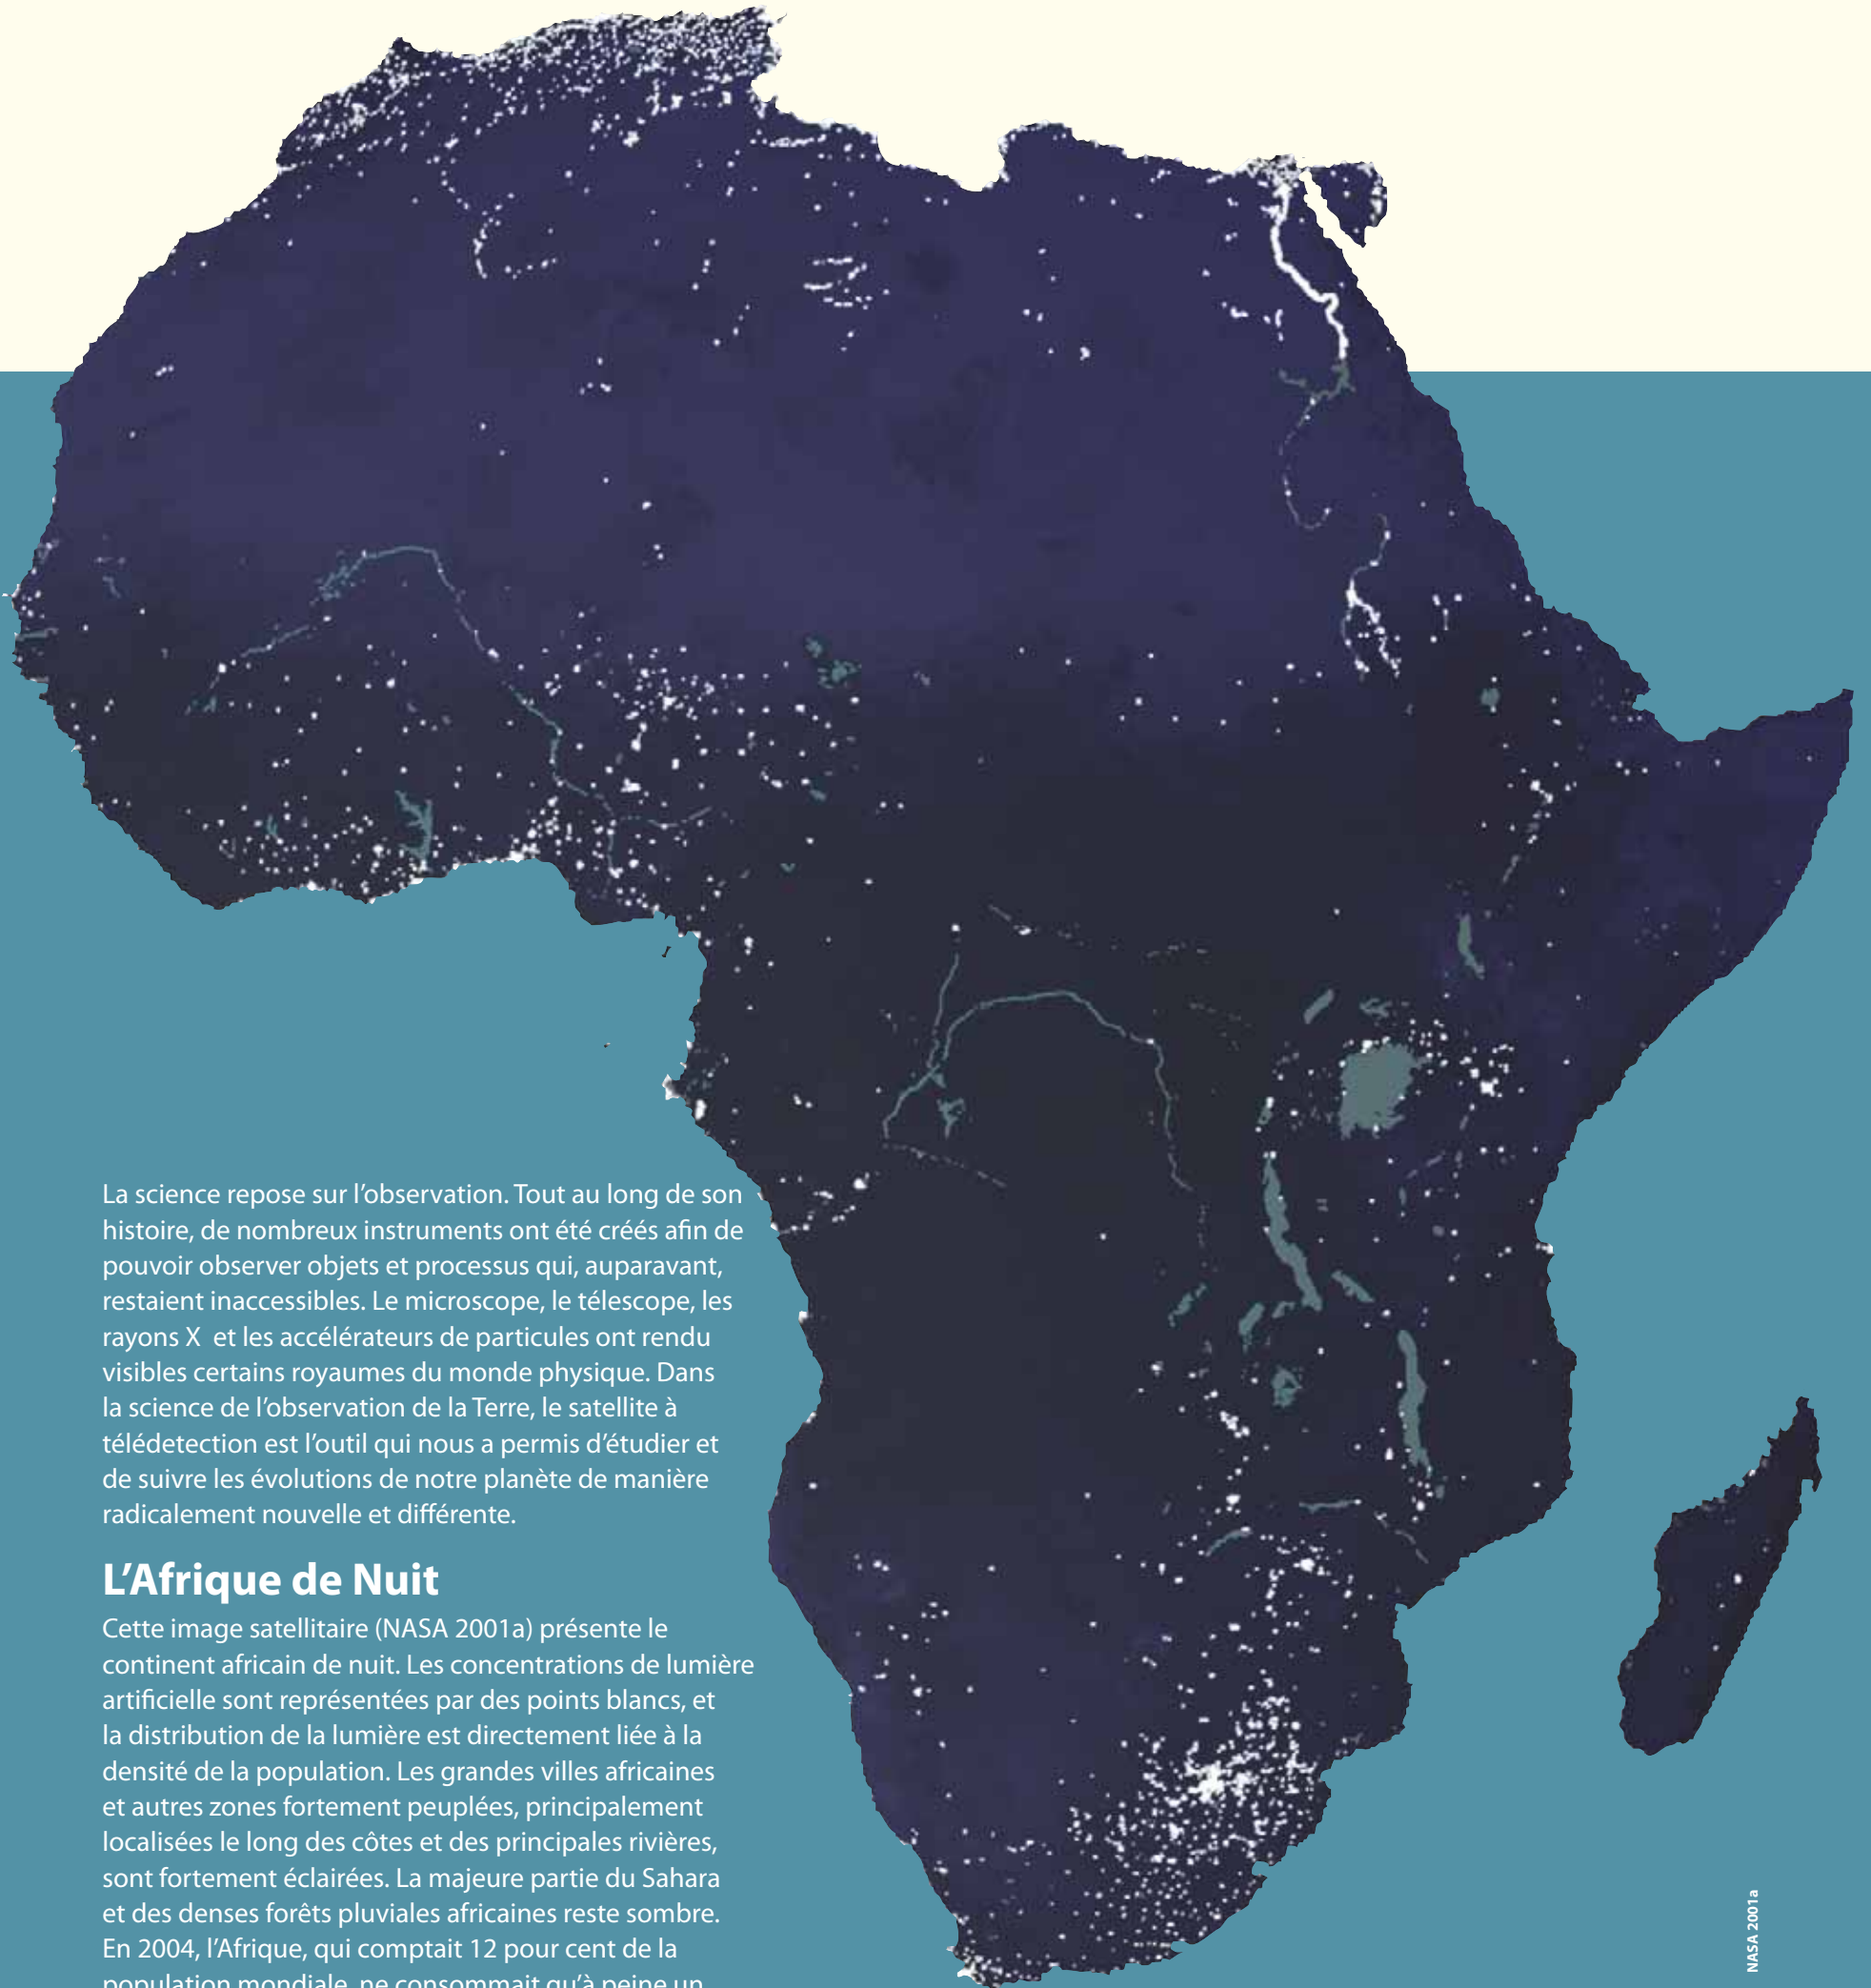 La science repose sur l’observation. Tout au long de son
histoire, de nombreux instruments ont été créés afin de
pouvoir observer objets et processus qui, auparavant,
restaient inaccessibles. Le microscope, le télescope, les
rayons X  et les accélérateurs de particules ont rendu
visibles certains royaumes du monde physique. Dans
la science de l’observation de la Terre, le satellite à
télédetection est l’outil qui nous a permis d’étudier et
de suivre les évolutions de notre planète de manière
radicalement nouvelle et différente.
L’Afrique de Nuit
Cette image satellitaire (NASA 2001a) présente le
continent africain de nuit. Les concentrations de lumière
artificielle sont représentées par des points blancs, et
la distribution de la lumière est directement liée à la
densité de la population. Les grandes villes africaines
et autres zones fortement peuplées, principalement
localisées le long des côtes et des principales rivières,
sont fortement éclairées. La majeure partie du Sahara
et des denses forêts pluviales africaines reste sombre.
En 2004, l’Afrique, qui comptait 12 pour cent de la
population mondiale, ne consommait qu’à peine un
NASA 2001a